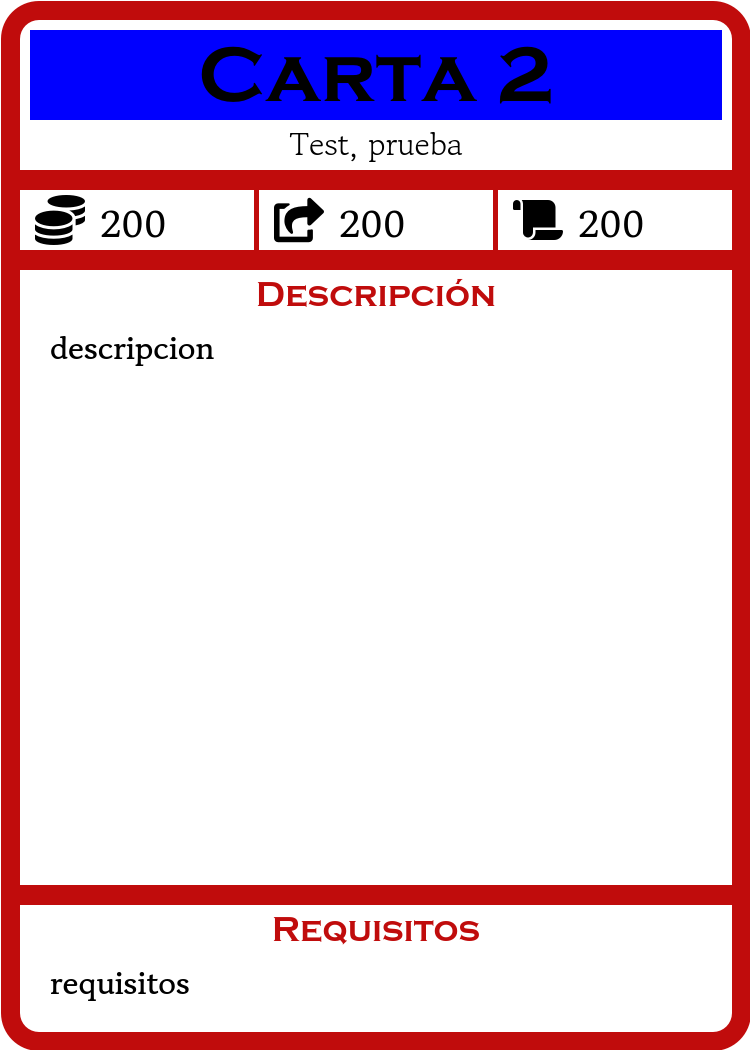 Carta 2
Test, prueba
200 200 200
Descripción
descripcion
Requisitos
requisitos